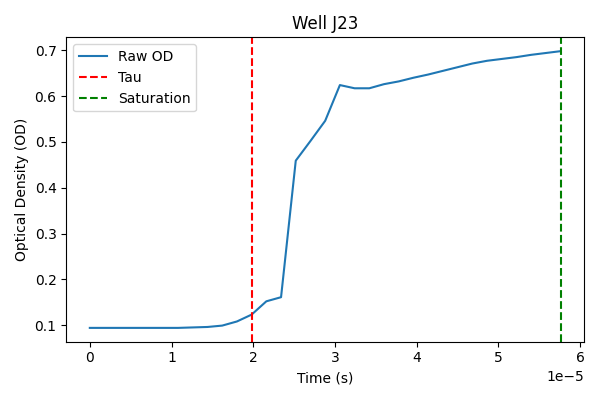 Well J23
Raw OD
Tau
Saturation
Optical Density (OD)
0.7
0.6
0.5
0.4
0.3
0.2
0.1
0 1 2 3 4 5 6
1e−5
Time (s)